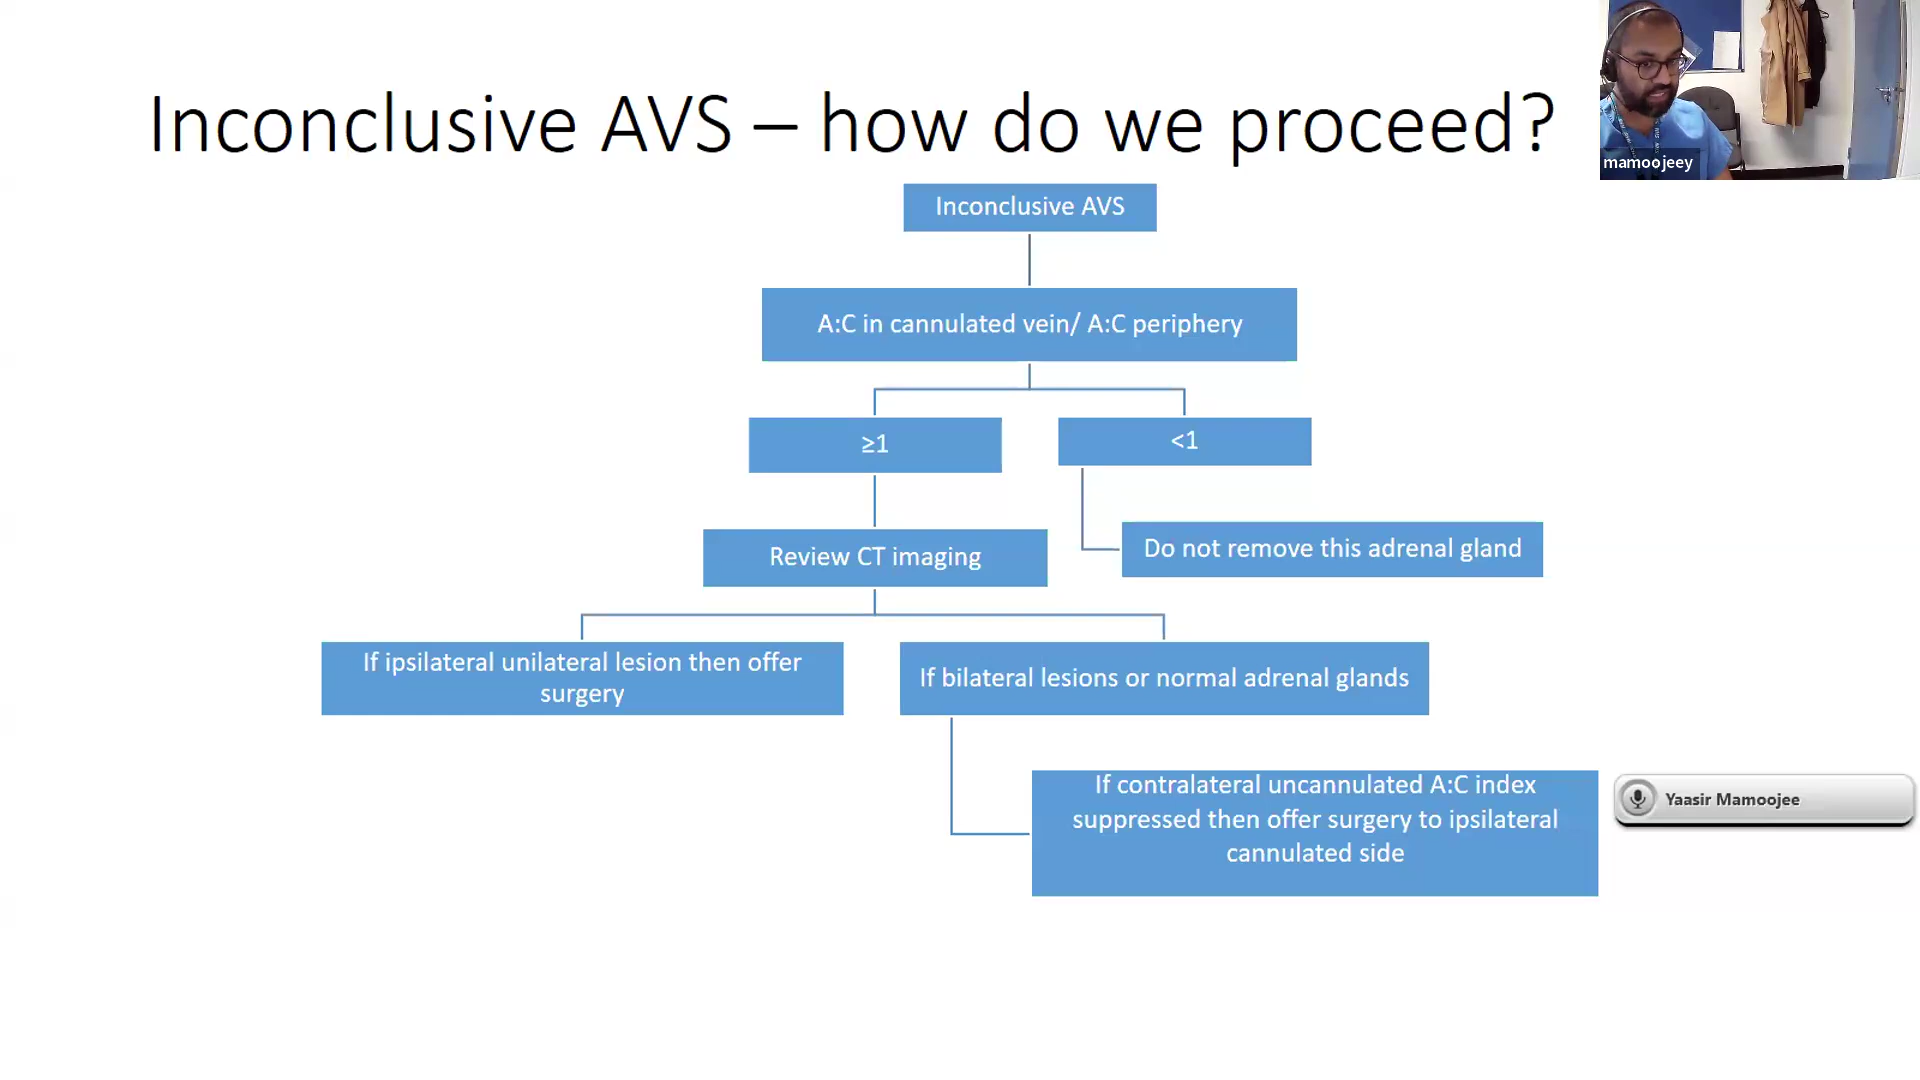 Inconclusive AVS – how do we proceed?
mamoojeey
Inconclusive AVS
A:C in cannulated vein/ A:C periphery
≥1
<1
Review CT imaging
Do not remove this adrenal gland
If ipsilateral unilateral lesion then offer
surgery
If bilateral lesions or normal adrenal glands
If contralateral uncannulated A:C index
suppressed then offer surgery to ipsilateral
cannulated side
Yaasir Mamoojee